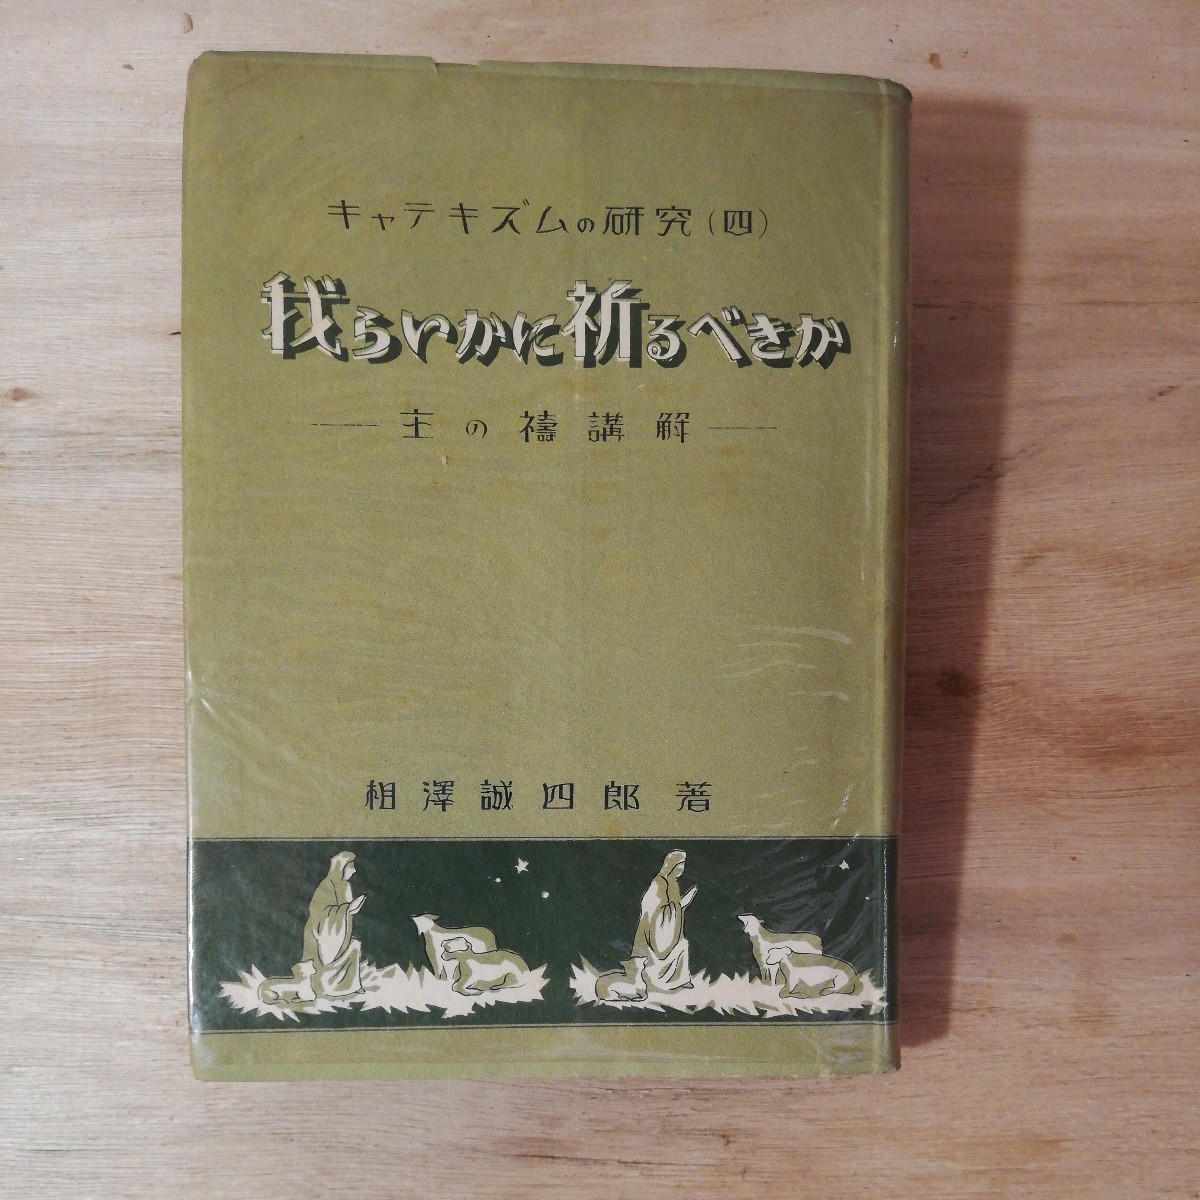 キャテキズムの研究(四)
我らいかに祈るべきか
―主の禱講解―
相澤誠四郎著